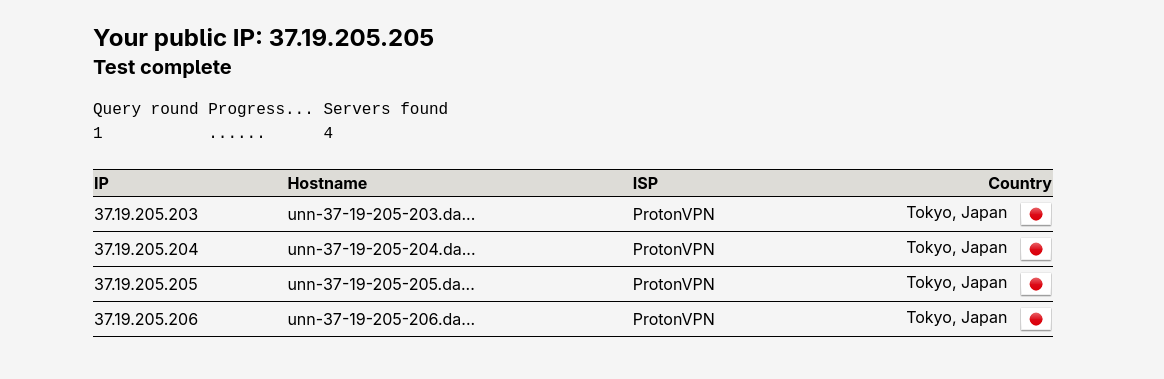 Your public IP: 37.19.205.205
Test complete
Query round Progress... Servers found
1 ...... 4
IP Hostname ISP Country
37.19.205.203 unn-37-19-205-203.da... ProtonVPN Tokyo, Japan
37.19.205.204 unn-37-19-205-204.da... ProtonVPN Tokyo, Japan
37.19.205.205 unn-37-19-205-205.da... ProtonVPN Tokyo, Japan
37.19.205.206 unn-37-19-205-206.da... ProtonVPN Tokyo, Japan